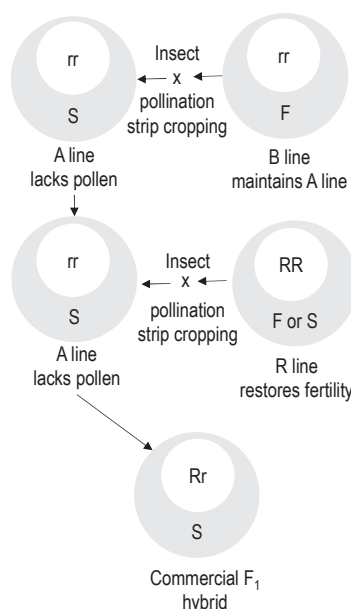 rr
S
Insect
x
pollination
strip cropping
rr
F
A line
lacks pollen
B line
maintains A line
rr
S
Insect
x
pollination
strip cropping
RR
F or S
A line
lacks pollen
R line
restores fertility
Rr
S
Commercial F₁
hybrid